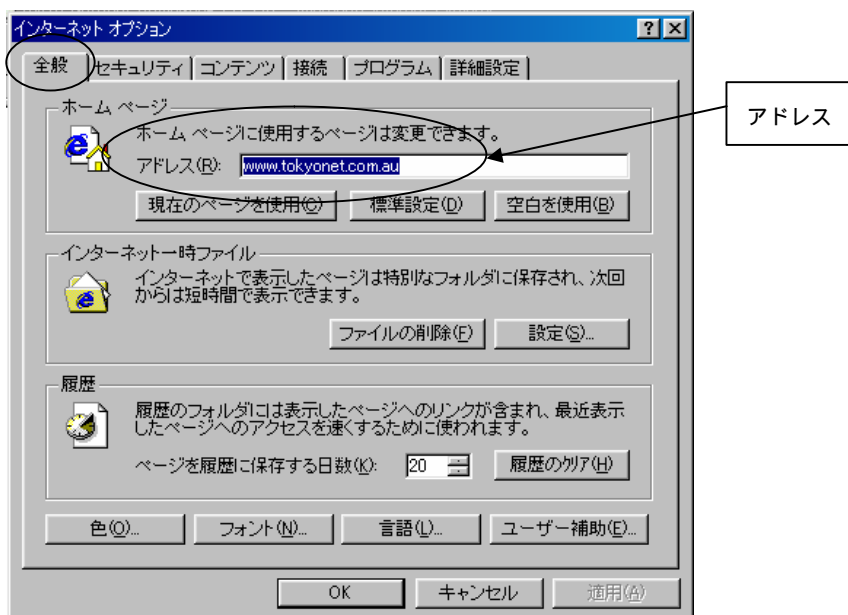 インターネット オプション
全般 セキュリティ コンテンツ 接続 プログラム 詳細設定
ホーム ページ
ホーム ページに使用するページは変更できます。
アドレス(R): www.tokyonet.com.au
アドレス
現在のページを使用(C) 標準設定(D) 空白を使用(B)
インターネット一時ファイル
インターネットで表示したページは特別なフォルダに保存され、次回
からは短時間で表示できます。
ファイルの削除(F) 設定(S)...
履歴
履歴のフォルダには表示したページへのリンクが含まれ、最近表示
したページへのアクセスを速くするために使われます。
ページを履歴に保存する日数(K): 20 履歴のクリア(H)
色(O)... フォント(N)... 言語(L)... ユーザー補助(E)...
OK キャンセル 適用(A)